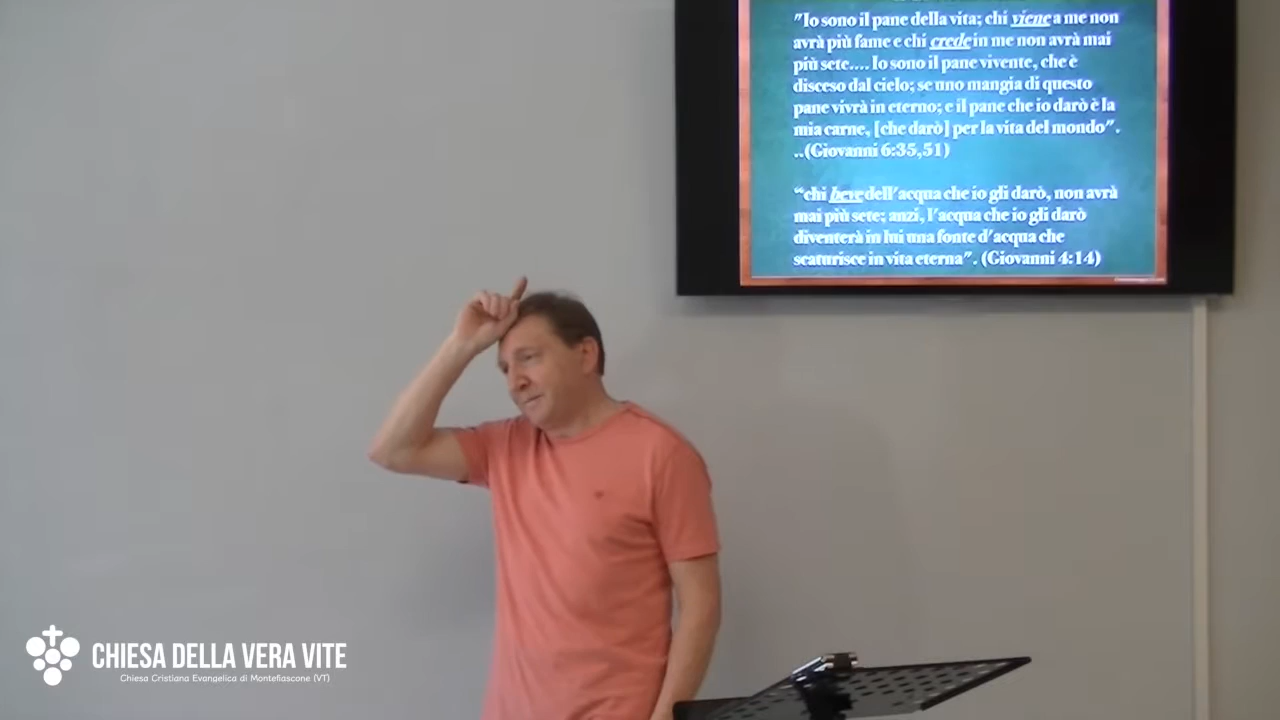 "Io sono il pane della vita; chi viene a me non
avrà più fame e chi crede in me non avrà mai
più sete.... Io sono il pane vivente, che è
disceso dal cielo; se uno mangia di questo
pane vivrà in eterno; e il pane che io darò è la
mia carne, [che darò] per la vita del mondo".
..(Giovanni 6:35,51)
“chi beve dell'acqua che io gli darò, non avrà
mai più sete; anzi, l'acqua che io gli darò
diventerà in lui una fonte d'acqua che
scaturisce in vita eterna". (Giovanni 4:14)
CHIESA DELLA VERA VITE
Chiesa Cristiana Evangelica di Montefiascone (VT)